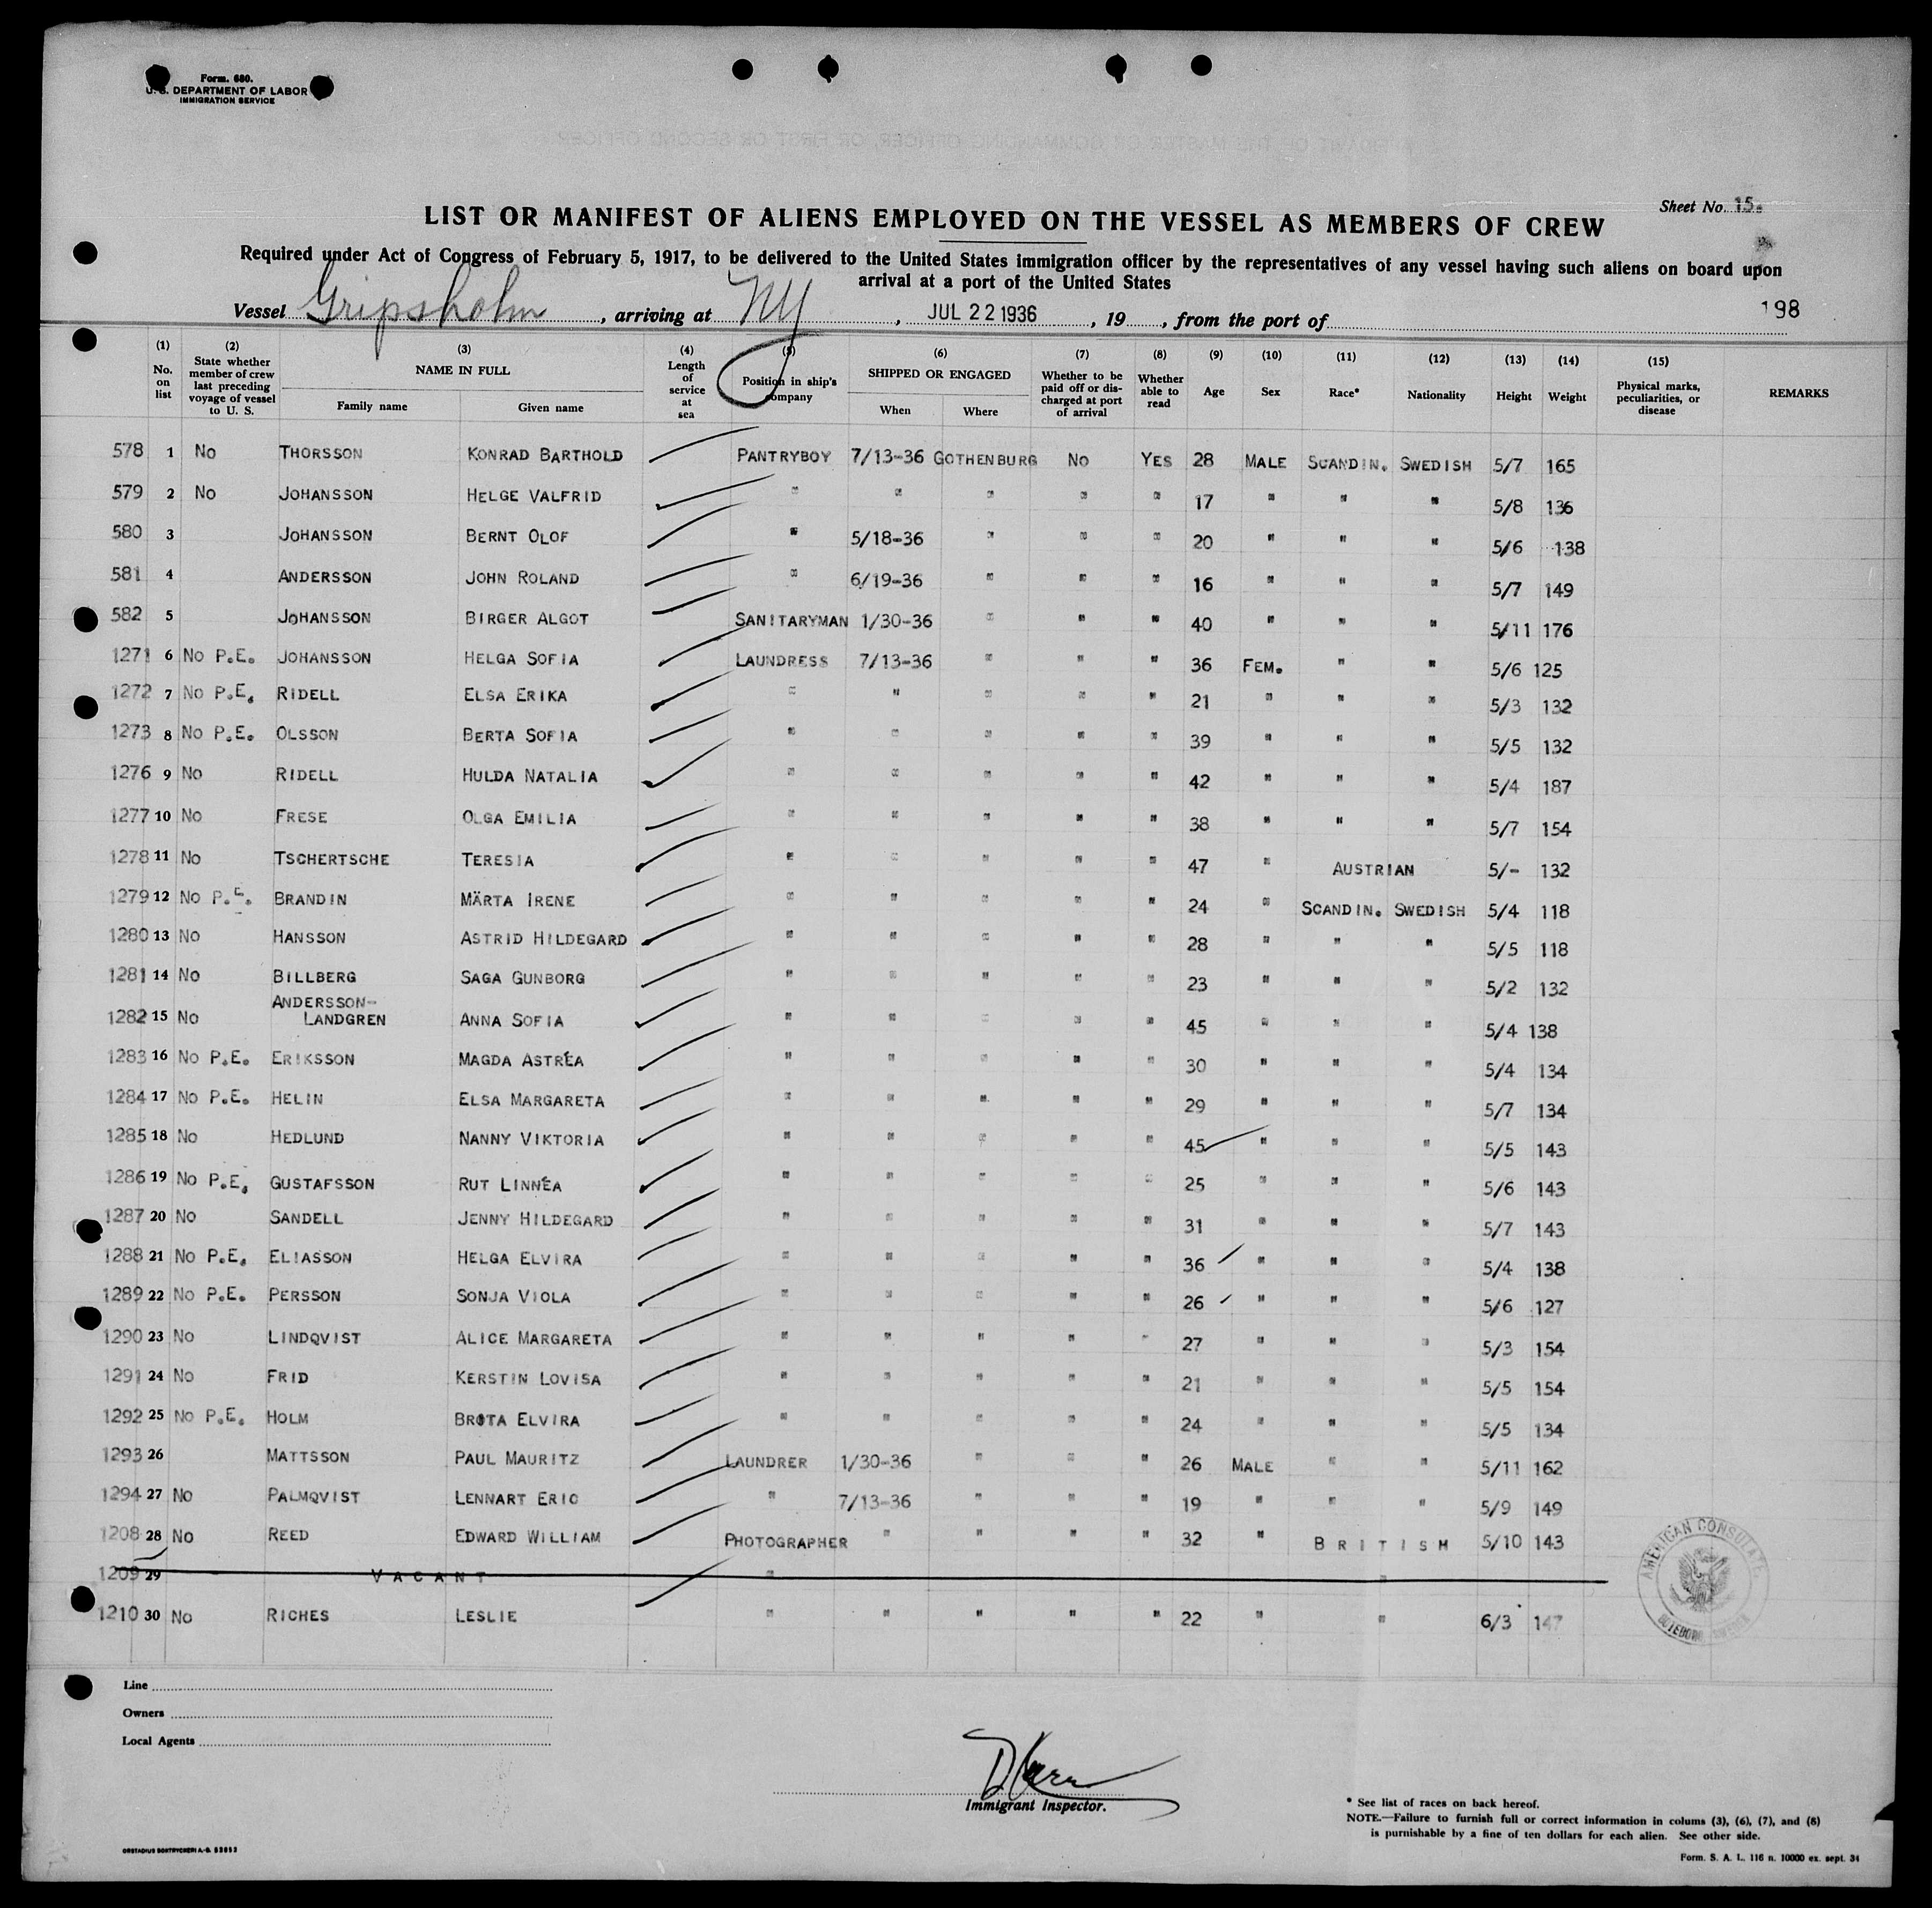 Form. 680.
U. S. DEPARTMENT OF LABOR
IMMIGRATION SERVICE
Sheet No. 15.
LIST OR MANIFEST OF ALIENS EMPLOYED ON THE VESSEL AS MEMBERS OF CREW
Required under Act of Congress of February 5, 1917, to be delivered to the United States immigration officer by the representatives of any vessel having such aliens on board upon
arrival at a port of the United States
198
Vessel Gripsholm, arriving at NY, JUL 22 1936, 19, from the port of
(1) No. on list (2) State whether member of crew last preceding voyage of vessel to U. S. (3) NAME IN FULL Family name Given name (4) Length of service at sea (5) Position in ship's company (6) SHIPPED OR ENGAGED When Where (7) Whether to be paid off or discharged at port of arrival (8) Whether able to read (9) Age (10) Sex (11) Race* (12) Nationality (13) Height (14) Weight (15) Physical marks, peculiarities, or disease REMARKS
578 1 No THORSSON KONRAD BARTHOLD PANTRYBOY 7/13-36 GOTHENBURG No YES 28 MALE SCANDIN. SWEDISH 5/7 165
579 2 No JOHANSSON HELGE VALFRID " " " " " 17 " " " 5/8 136
580 3 JOHANSSON BERNT OLOF " 5/18-36 " " " 20 " " " 5/6 138
581 4 ANDERSSON JOHN ROLAND " 6/19-36 " " " 16 " " " 5/7 149
582 5 JOHANSSON BIRGER ALGOT SANITARYMAN 1/30-36 " " " 40 " " " 5/11 176
1271 6 No P.E. JOHANSSON HELGA SOFIA LAUNDRESS 7/13-36 " " " 36 FEM. " " 5/6 125
1272 7 No P.E. RIDELL ELSA ERIKA " " " " " 21 " " " 5/3 132
1273 8 No P.E. OLSSON BERTA SOFIA " " " " " 39 " " " 5/5 132
1276 9 No RIDELL HULDA NATALIA " " " " " 42 " " " 5/4 187
1277 10 No FRESE OLGA EMILIA " " " " " 38 " " " 5/7 154
1278 11 No TSCHERTSCHE TERESIA " " " " " 47 " AUSTRIAN 5/- 132
1279 12 No P.E. BRANDIN MÄRTA IRENE " " " " " 24 " SCANDIN. SWEDISH 5/4 118
1280 13 No HANSSON ASTRID HILDEGARD " " " " " 28 " " " 5/5 118
1281 14 No BILLBERG SAGA GUNBORG " " " " " 23 " " " 5/2 132
ANDERSSON-
1282 15 No LANDGREN ANNA SOFIA " " " " " 45 " " " 5/4 138
1283 16 No P.E. ERIKSSON MAGDA ASTRÉA " " " " " 30 " " " 5/4 134
1284 17 No P.E. HELIN ELSA MARGARETA " " " " " 29 " " " 5/7 134
1285 18 No HEDLUND NANNY VIKTORIA " " " " " 45 " " " 5/5 143
1286 19 No P.E. GUSTAFSSON RUT LINNÉA " " " " " 25 " " " 5/6 143
1287 20 No SANDELL JENNY HILDEGARD " " " " " 31 " " " 5/7 143
1288 21 No P.E. ELIASSON HELGA ELVIRA " " " " " 36 " " " 5/4 138
1289 22 No P.E. PERSSON SONJA VIOLA " " " " " 26 " " " 5/6 127
1290 23 No LINDQVIST ALICE MARGARETA " " " " " 27 " " " 5/3 154
1291 24 No FRID KERSTIN LOVISA " " " " " 21 " " " 5/5 154
1292 25 No P.E. HOLM ELVIRA " " " " " 24 " " " 5/5 134
1293 26 MATTSSON PAUL MAURITZ LAUNDRER 1/30-36 " " " 26 MALE " " 5/11 162
1294 27 No PALMQVIST LENNART ERIC " 7/13-36 " " " 19 " " " 5/9 149
1208 28 No REED EDWARD WILLIAM PHOTOGRAPHER " " " " 32 " BRITISH 5/10 143
1209 29 VACANT " "
1210 30 No RICHES LESLIE " " " " " 22 " " 6/3 147
AMERICAN CONSULATE
GOTEBORG, SWEDEN
Line
Owners
Local Agents
Immigrant Inspector.
* See list of races on back hereof.
NOTE.—Failure to furnish full or correct information in colums (3), (6), (7), and (8)
is purnishable by a fine of ten dollars for each alien. See other side.
Form. S. A. L. 116 n. 10000 ex. sept. 34